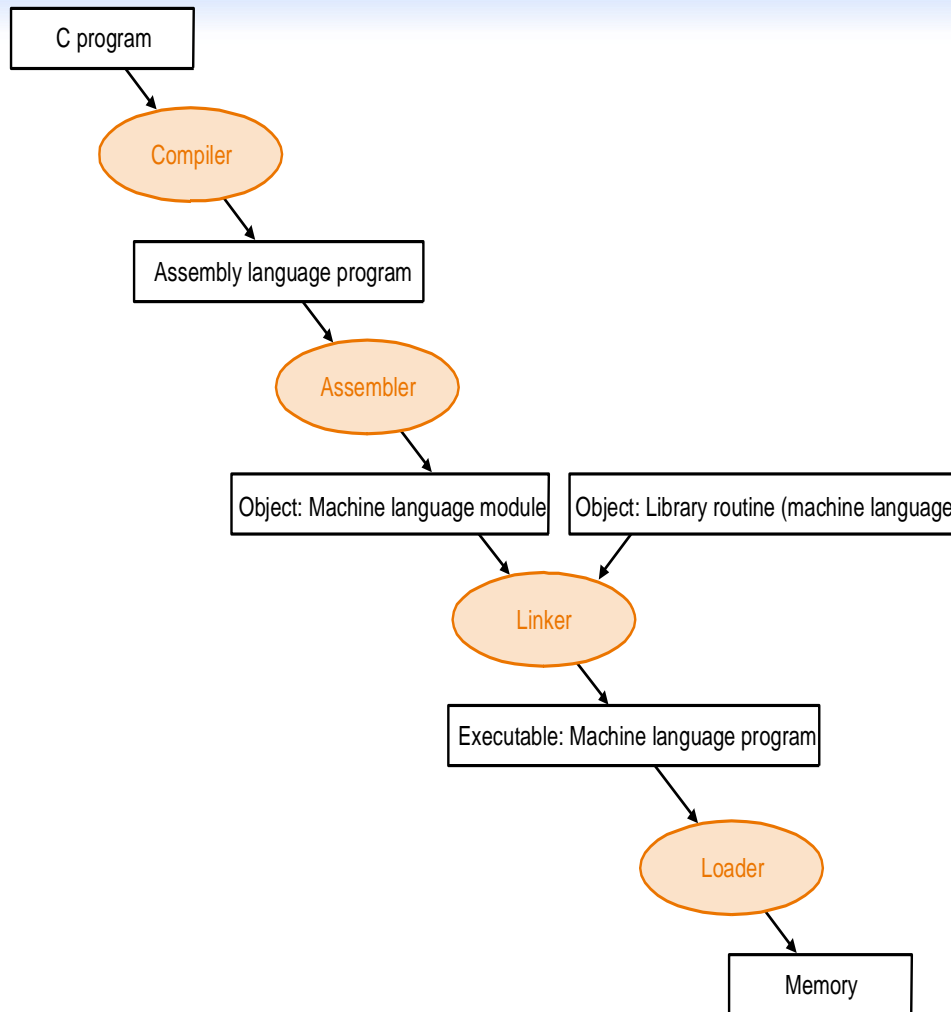 C program
Compiler
Assembly language program
Assembler
Object: Machine language module
Object: Library routine (machine language
Linker
Executable: Machine language program
Loader
Memory